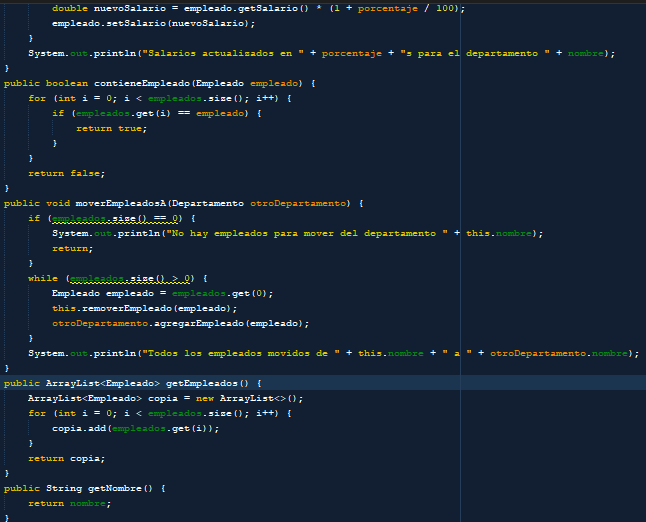 double nuevoSalario = empleado.getSalario() * (1 + porcentaje / 100);
        empleado.setSalario(nuevoSalario);
    }
    System.out.println("Salarios actualizados en " + porcentaje + "s para el departamento " + nombre);
}
public boolean contieneEmpleado(Empleado empleado) {
    for (int i = 0; i < empleados.size(); i++) {
        if (empleados.get(i) == empleado) {
            return true;
        }
    }
    return false;
}
public void moverEmpleadosA(Departamento otroDepartamento) {
    if (empleados.size() == 0) {
        System.out.println("No hay empleados para mover del departamento " + this.nombre);
        return;
    }
    while (empleados.size() > 0) {
        Empleado empleado = empleados.get(0);
        this.removerEmpleado(empleado);
        otroDepartamento.agregarEmpleado(empleado);
    }
    System.out.println("Todos los empleados movidos de " + this.nombre + " a " + otroDepartamento.nombre);
}
public ArrayList<Empleado> getEmpleados() {
    ArrayList<Empleado> copia = new ArrayList<>();
    for (int i = 0; i < empleados.size(); i++) {
        copia.add(empleados.get(i));
    }
    return copia;
}
public String getNombre() {
    return nombre;
}